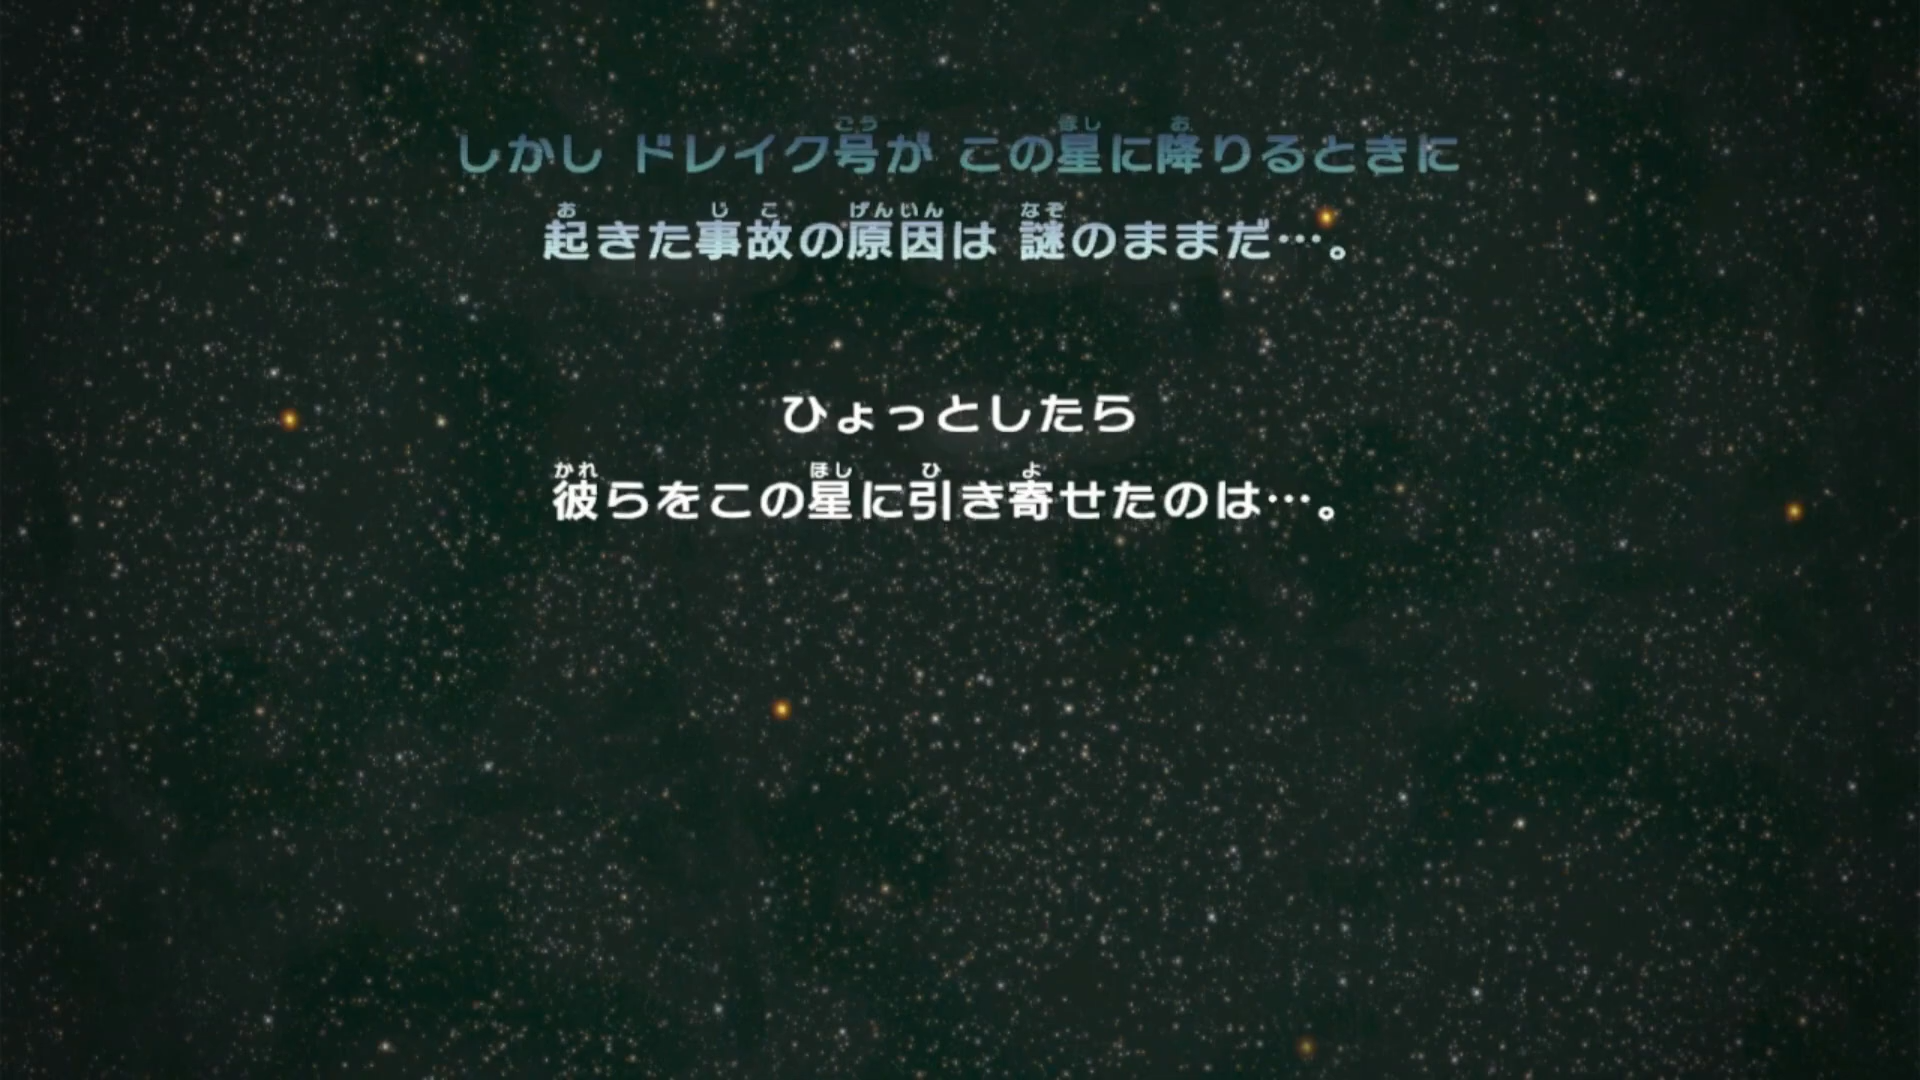 しかし ドレイク号が この星に降りるときに
起きた事故の原因は 謎のままだ…。
ひょっとしたら
彼らをこの星に引き寄せたのは…。